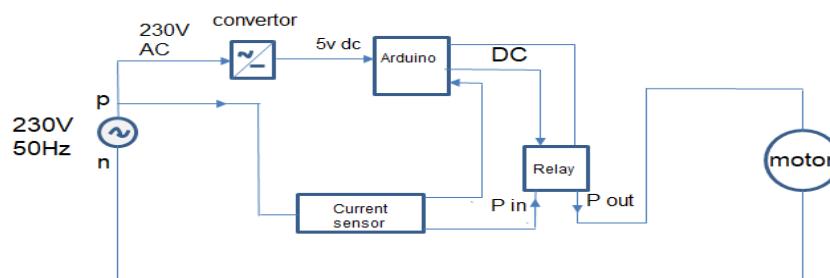 convertor
230V
AC
5v dc
Arduino
DC
p
230V
50Hz
n
Relay
motor
Current
sensor
P in
P out